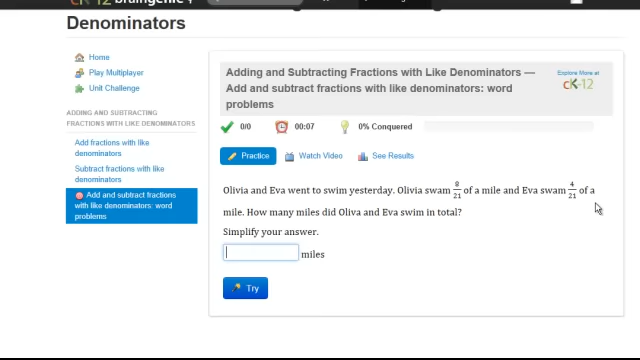 Denominators
Home
Play Multiplayer
Unit Challenge
ADDING AND SUBTRACTING
FRACTIONS WITH LIKE DENOMINATORS
Add fractions with like
denominators
Subtract fractions with like
denominators
Add and subtract fractions
with like denominators: word
problems
Adding and Subtracting Fractions with Like Denominators —
Add and subtract fractions with like denominators: word
problems
Explore More at
cK-12
0/0
00:07
0% Conquered
Practice
Watch Video
See Results
Olivia and Eva went to swim yesterday. Olivia swam 8/21 of a mile and Eva swam 4/21 of a
mile. How many miles did Oliva and Eva swim in total?
Simplify your answer.
miles
Try